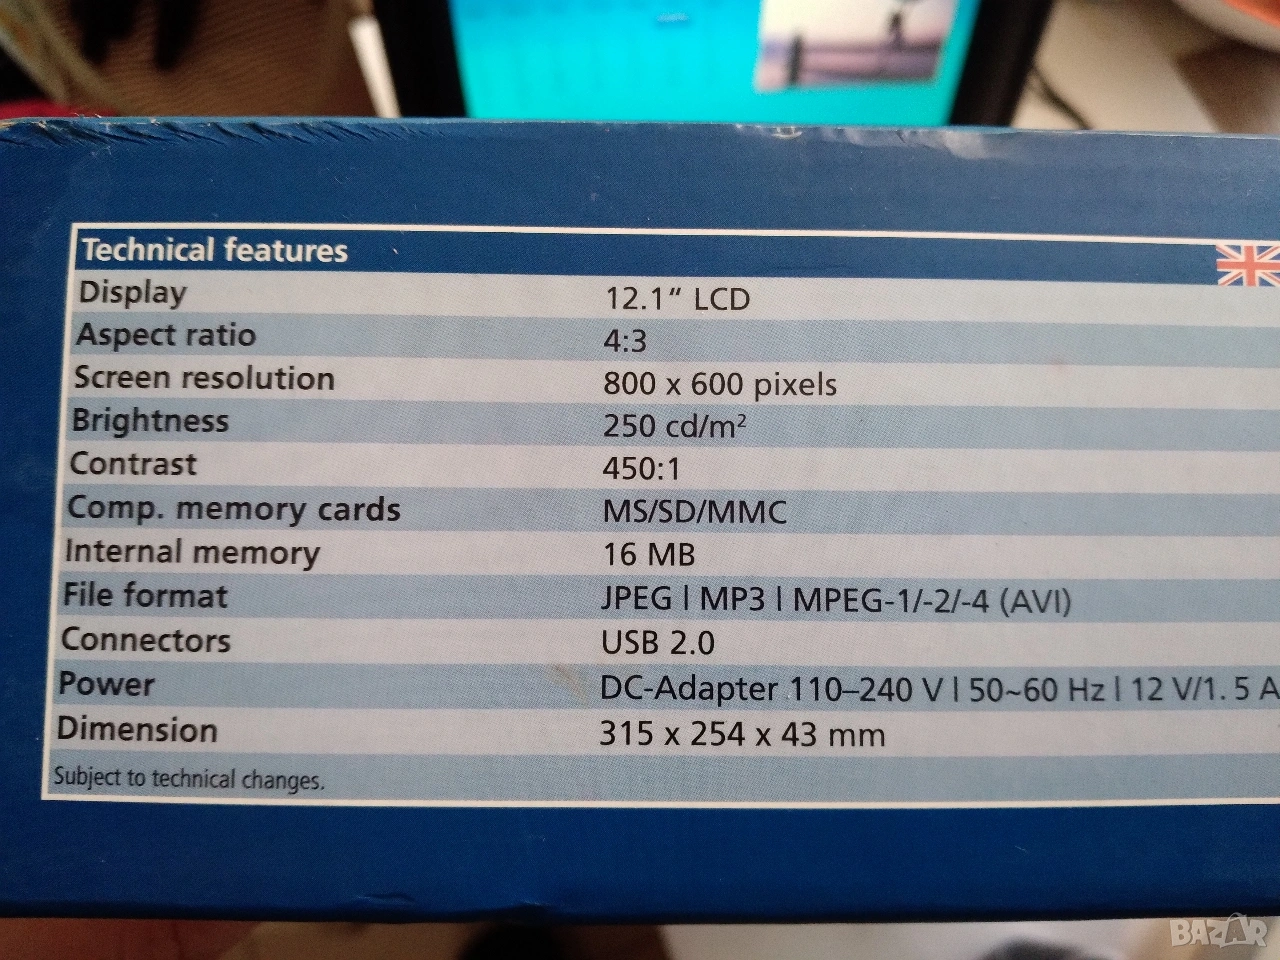 Technical features
Display 12.1" LCD
Aspect ratio 4:3
Screen resolution 800 x 600 pixels
Brightness 250 cd/m²
Contrast 450:1
Comp. memory cards MS/SD/MMC
Internal memory 16 MB
File format JPEG | MP3 | MPEG-1/-2/-4 (AVI)
Connectors USB 2.0
Power DC-Adapter 110–240 V | 50~60 Hz | 12 V/1. 5 A
Dimension 315 x 254 x 43 mm
Subject to technical changes.
BAZAR